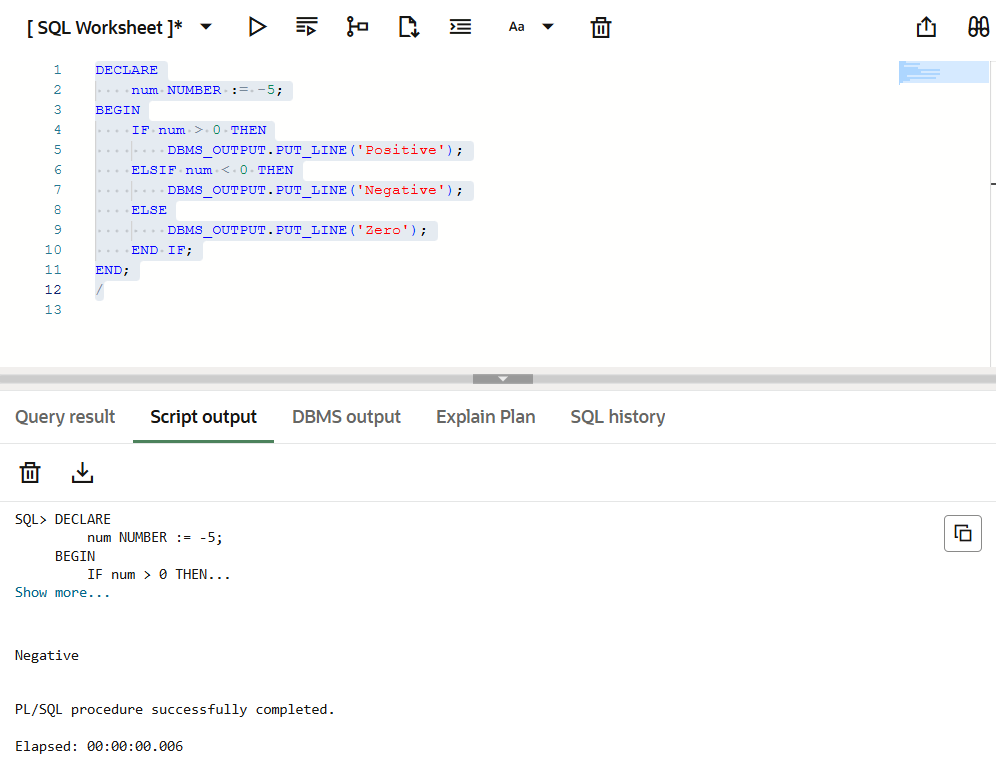 [ SQL Worksheet ]*
Aa
1 DECLARE
2     num NUMBER := -5;
3 BEGIN
4     IF num > 0 THEN
5         DBMS_OUTPUT.PUT_LINE('Positive');
6     ELSIF num < 0 THEN
7         DBMS_OUTPUT.PUT_LINE('Negative');
8     ELSE
9         DBMS_OUTPUT.PUT_LINE('Zero');
10     END IF;
11 END;
12 /
13
Query result Script output DBMS output Explain Plan SQL history
SQL> DECLARE
         num NUMBER := -5;
     BEGIN
         IF num > 0 THEN...
Show more...
Negative
PL/SQL procedure successfully completed.
Elapsed: 00:00:00.006